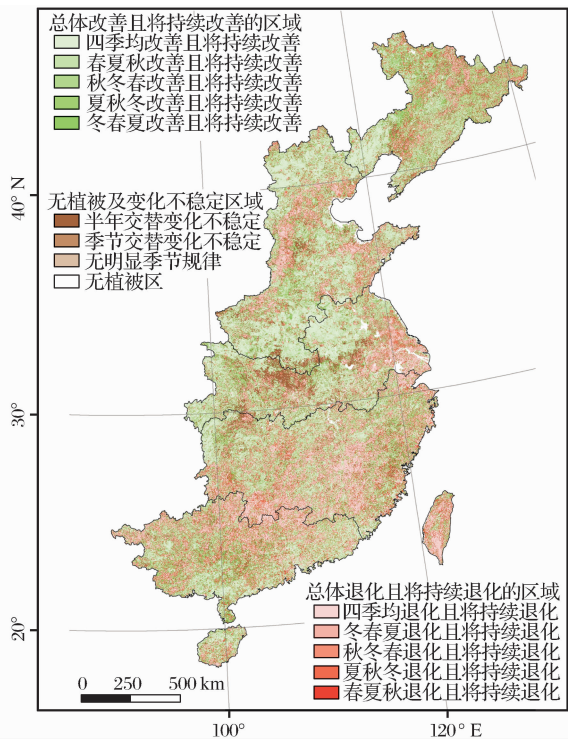 总体改善且将持续改善的区域
四季均改善且将持续改善
春夏秋改善且将持续改善
秋冬春改善且将持续改善
夏秋冬改善且将持续改善
冬春夏改善且将持续改善
40° N
无植被及变化不稳定区域
半年交替变化不稳定
季节交替变化不稳定
无明显季节规律
无植被区
30°
总体退化且将持续退化的区域
四季均退化且将持续退化
冬春夏退化且将持续退化
秋冬春退化且将持续退化
夏秋冬退化且将持续退化
春夏秋退化且将持续退化
20°
0 250 500 km
100° 120° E